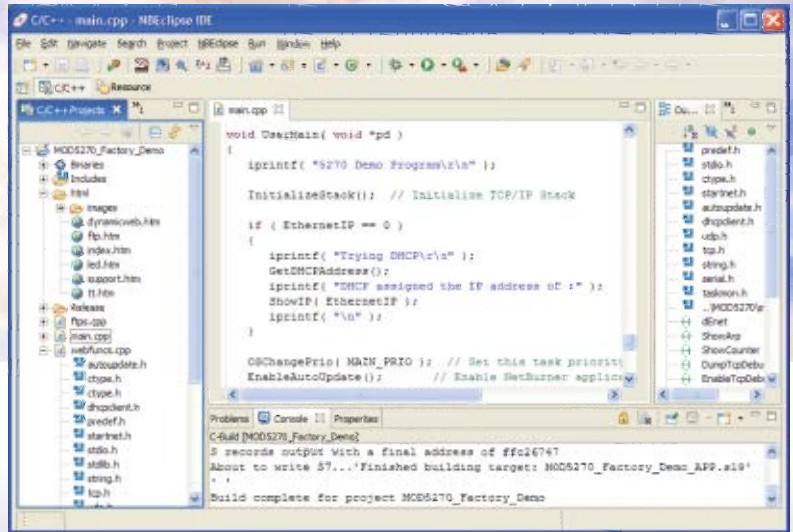 C/C++ - main.cpp - NBEclipse IDE
File Edit Navigate Search Project NBEclipse Run Window Help
C/C++ Resource
C/C++ Projects
MOD5270_Factory_Demo
Binaries
Includes
html
images
dynamicweb.htm
ftp.htm
index.htm
led.htm
support.htm
tt.htm
Release
ftps.cpp
main.cpp
webfuncs.cpp
autoupdate.h
ctype.h
ctype.h
dhcpclient.h
predef.h
startnet.h
stdio.h
stdlib.h
string.h
tcp.h
main.cpp
void UserMain( void *pd )
{
iprintf( "5270 Demo Program\r\n" );
InitializeStack(); // Initialize TCP/IP Stack
if ( EthernetIP == 0 )
{
iprintf( "Trying DHCP\r\n" );
GetDHCPAddress();
iprintf( "DHCP assigned the IP address of :" );
ShowIP( EthernetIP );
iprintf( "\n" );
}
OSChangePrio( MAIN_PRIO ); // Set this task priority
EnableAutoUpdate(); // Enable NetBurner applic
Ou...
predef.h
stdio.h
ctype.h
startnet.h
autoupdate.h
dhcpclient.h
udp.h
tcp.h
string.h
serial.h
taskmon.h
..\MOD5270\p
dEnet
ShowArp
ShowCounter
DumpTcpDebu
EnableTcpDebu
Problems Console Properties
C-Build [MOD5270_Factory_Demo]
S records output with a final address of ffc26747
About to write S7...'Finished building target: MOD5270_Factory_Demo_APP.s19'
' '
Build complete for project MOD5270_Factory_Demo